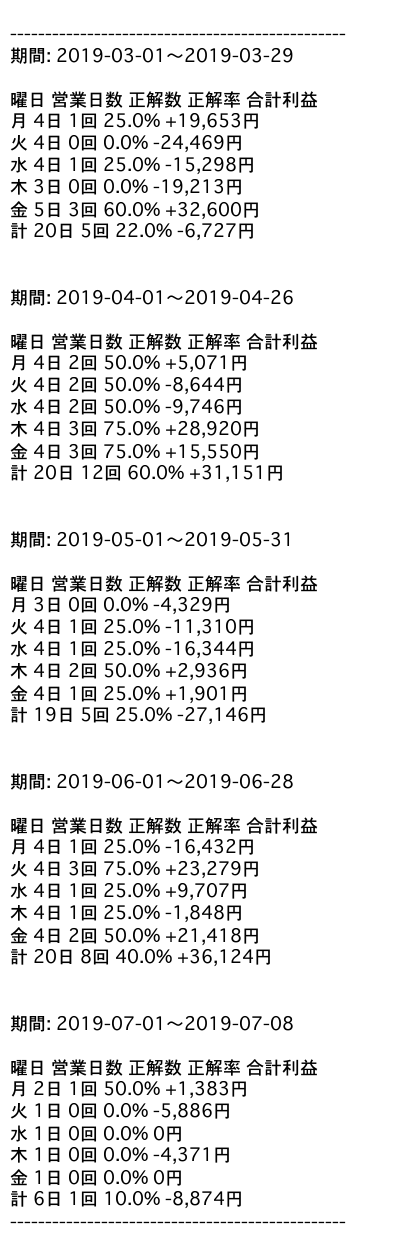 ------------------------------------------------
期間: 2019-03-01〜2019-03-29
曜日 営業日数 正解数 正解率 合計利益
月 4日 1回 25.0% +19,653円
火 4日 0回 0.0% -24,469円
水 4日 1回 25.0% -15,298円
木 3日 0回 0.0% -19,213円
金 5日 3回 60.0% +32,600円
計 20日 5回 22.0% -6,727円
期間: 2019-04-01〜2019-04-26
曜日 営業日数 正解数 正解率 合計利益
月 4日 2回 50.0% +5,071円
火 4日 2回 50.0% -8,644円
水 4日 2回 50.0% -9,746円
木 4日 3回 75.0% +28,920円
金 4日 3回 75.0% +15,550円
計 20日 12回 60.0% +31,151円
期間: 2019-05-01〜2019-05-31
曜日 営業日数 正解数 正解率 合計利益
月 3日 0回 0.0% -4,329円
火 4日 1回 25.0% -11,310円
水 4日 1回 25.0% -16,344円
木 4日 2回 50.0% +2,936円
金 4日 1回 25.0% +1,901円
計 19日 5回 25.0% -27,146円
期間: 2019-06-01〜2019-06-28
曜日 営業日数 正解数 正解率 合計利益
月 4日 1回 25.0% -16,432円
火 4日 3回 75.0% +23,279円
水 4日 1回 25.0% +9,707円
木 4日 1回 25.0% -1,848円
金 4日 2回 50.0% +21,418円
計 20日 8回 40.0% +36,124円
期間: 2019-07-01〜2019-07-08
曜日 営業日数 正解数 正解率 合計利益
月 2日 1回 50.0% +1,383円
火 1日 0回 0.0% -5,886円
水 1日 0回 0.0% 0円
木 1日 0回 0.0% -4,371円
金 1日 0回 0.0% 0円
計 6日 1回 10.0% -8,874円
------------------------------------------------